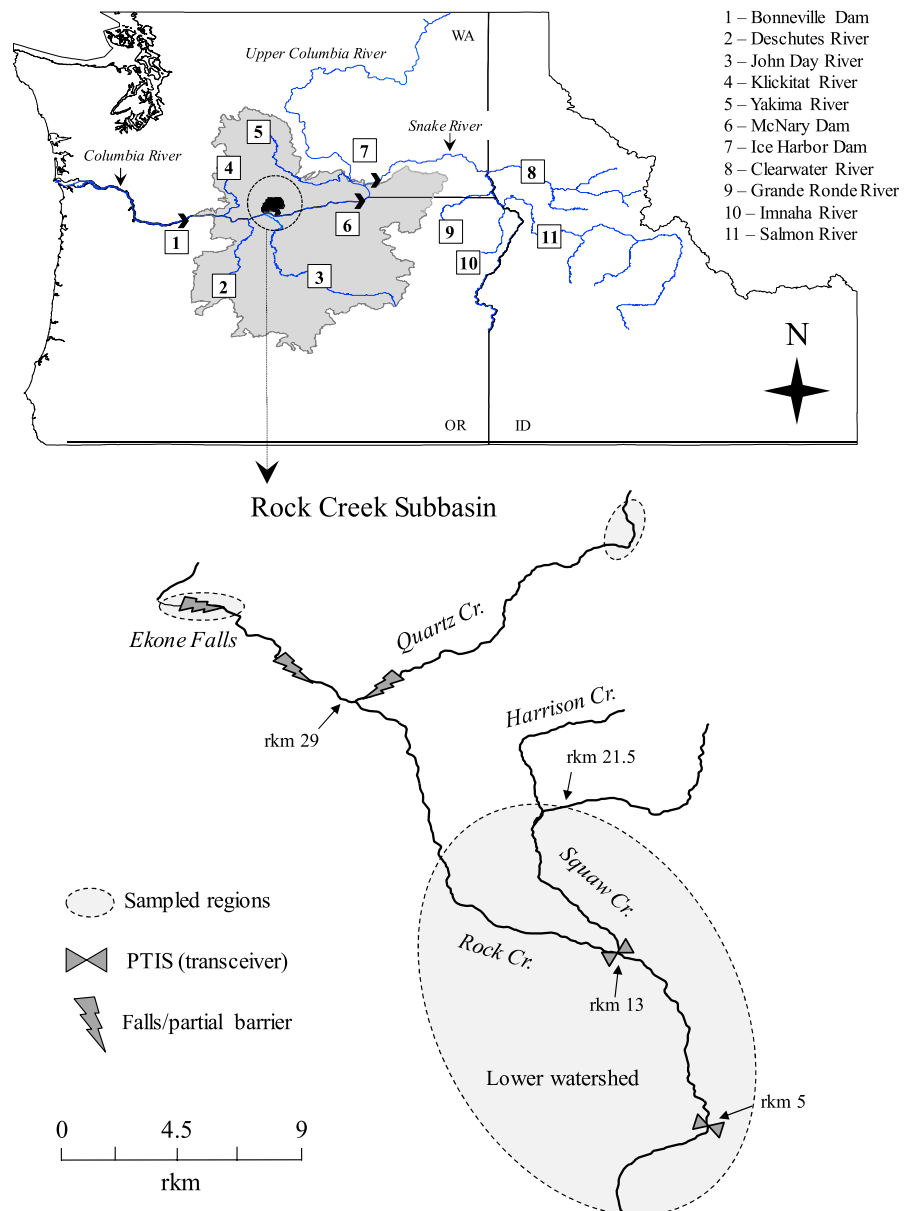 1 – Bonneville Dam
2 – Deschutes River
3 – John Day River
4 – Klickitat River
5 – Yakima River
6 – McNary Dam
7 – Ice Harbor Dam
8 – Clearwater River
9 – Grande Ronde River
10 – Imnaha River
11 – Salmon River
WA
Upper Columbia River
Snake River
Columbia River
5
7
4
8
6
1
9
11
10
2
3
N
OR
ID
Rock Creek Subbasin
Ekone Falls
Quartz Cr.
rkm 29
Harrison Cr.
rkm 21.5
Squaw Cr.
Rock Cr.
rkm 13
Lower watershed
rkm 5
Sampled regions
PTIS (transceiver)
Falls/partial barrier
0 4.5 9
rkm